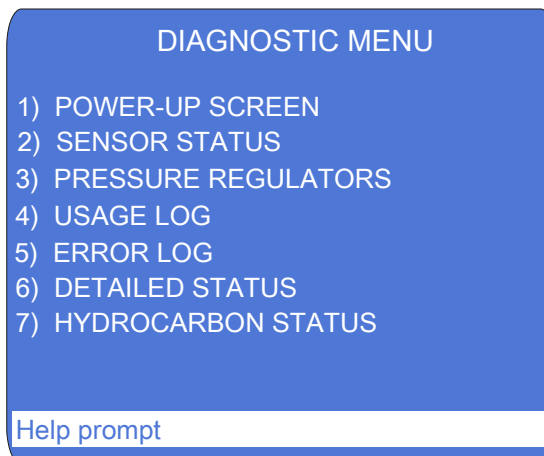 DIAGNOSTIC MENU
1) POWER-UP SCREEN
2) SENSOR STATUS
3) PRESSURE REGULATORS
4) USAGE LOG
5) ERROR LOG
6) DETAILED STATUS
7) HYDROCARBON STATUS
Help prompt